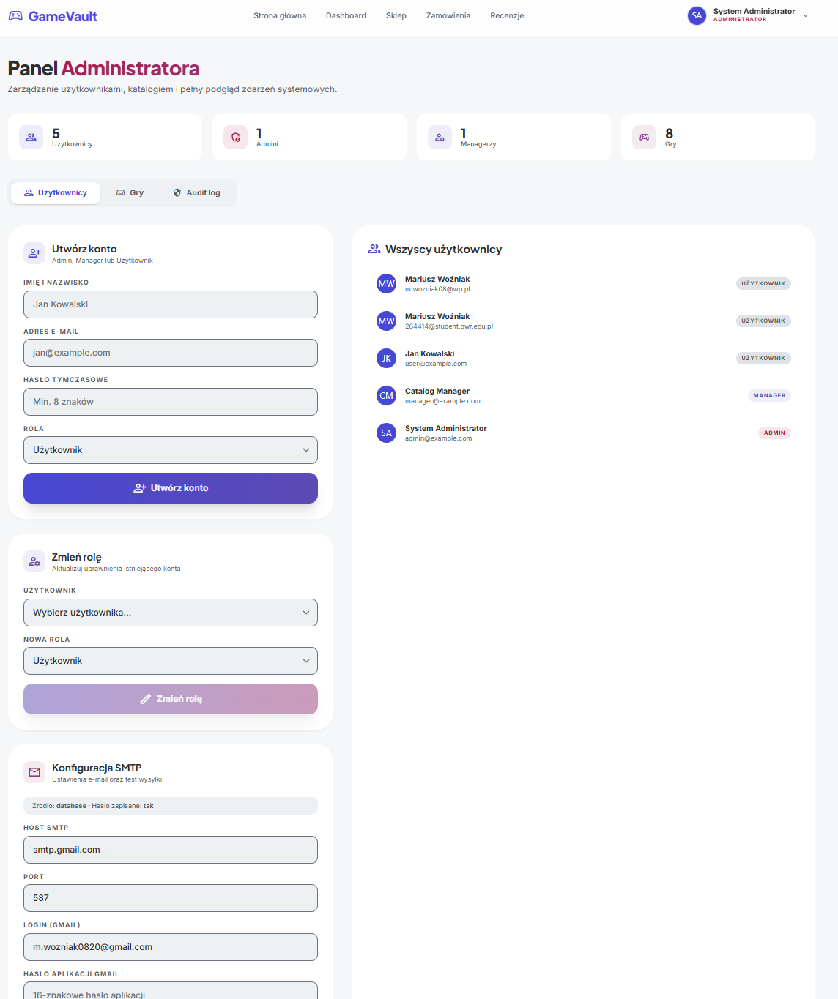 GameVault
Strona główna
Dashboard
Sklep
Zamówienia
Recenzje
SA
System Administrator
ADMINISTRATOR
Panel Administratora
Zarządzanie użytkownikami, katalogiem i pełny podgląd zdarzeń systemowych.
5
Użytkownicy
1
Admini
1
Managerzy
8
Gry
Użytkownicy
Gry
Audit log
Utwórz konto
Admin, Manager lub Użytkownik
IMIĘ I NAZWISKO
Jan Kowalski
ADRES E-MAIL
jan@example.com
HASŁO TYMCZASOWE
Min. 8 znaków
ROLA
Użytkownik
Utwórz konto
Zmień rolę
Aktualizuj uprawnienia istniejącego konta
UŻYTKOWNIK
Wybierz użytkownika...
NOWA ROLA
Użytkownik
Zmień rolę
Konfiguracja SMTP
Ustawienia e-mail oraz test wysylki
Zrodlo: database · Haslo zapisane: tak
HOST SMTP
smtp.gmail.com
PORT
587
LOGIN (GMAIL)
m.wozniak0820@gmail.com
HASLO APLIKACJI GMAIL
16-znakowe haslo aplikacji
Wszyscy użytkownicy
MW
Mariusz Woźniak
m.wozniak08@wp.pl
UŻYTKOWNIK
MW
Mariusz Woźniak
264414@student.pwr.edu.pl
UŻYTKOWNIK
JK
Jan Kowalski
user@example.com
UŻYTKOWNIK
CM
Catalog Manager
manager@example.com
MANAGER
SA
System Administrator
admin@example.com
ADMIN